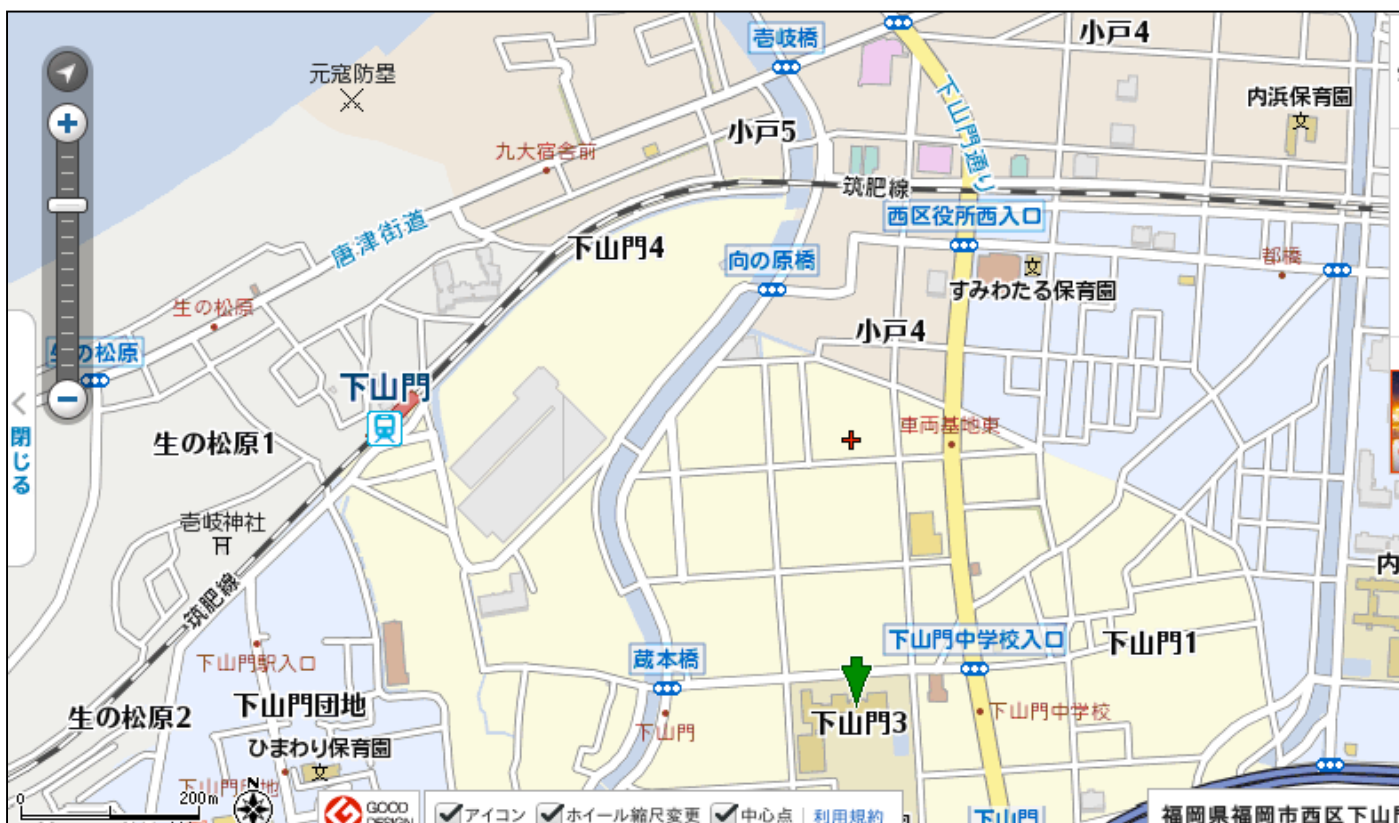 小戸4
壱岐橋
元寇防塁
内浜保育園
下山門通り
小戸5
九大宿舎前
筑肥線
西区役所西入口
唐津街道
下山門4
向の原橋
都橋
すみわたる保育園
生の松原
小戸4
生の松原
下山門
閉じる
車両基地東
生の松原1
壱岐神社
筑肥線
下山門中学校入口
下山門1
蔵本橋
下山門駅入口
下山門団地
生の松原2
下山門3
下山門中学校
下山門
ひまわり保育園
0
200m
N
GOOD
DESIGN
アイコン
ホイール縮尺変更
中心点
利用規約
下山門
福岡県福岡市西区下山